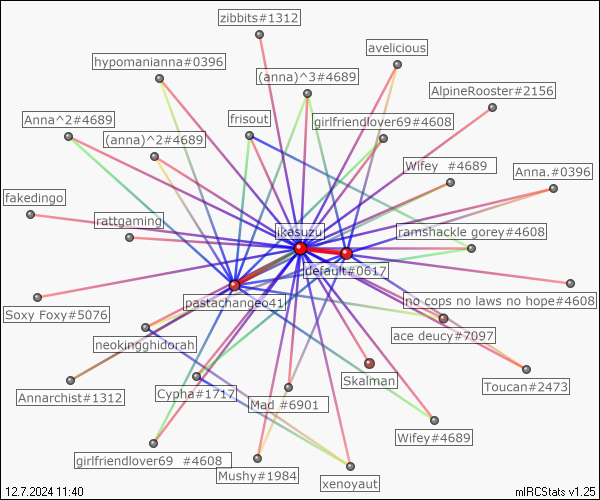 zibbits#1312
avelicious
hypomanianna#0396
(anna)^3#4689
AlpineRooster#2156
Anna^2#4689
frisout
girlfriendlover69#4608
(anna)^2#4689
Wifey #4689
Anna.#0396
fakedingo
rattgaming
ikasuzu
ramshackle gorey#4608
default#0617
pastachangeo41
no cops no laws no hope#4608
Soxy Foxy#5076
ace deucy#7097
neokingghidorah
Skalman
Toucan#2473
Annarchist#1312
Cypha#1717
Mad #6901
Wifey#4689
girlfriendlover69 #4608
Mushy#1984
xenoyaut
12.7.2024 11:40
mIRCStats v1.25